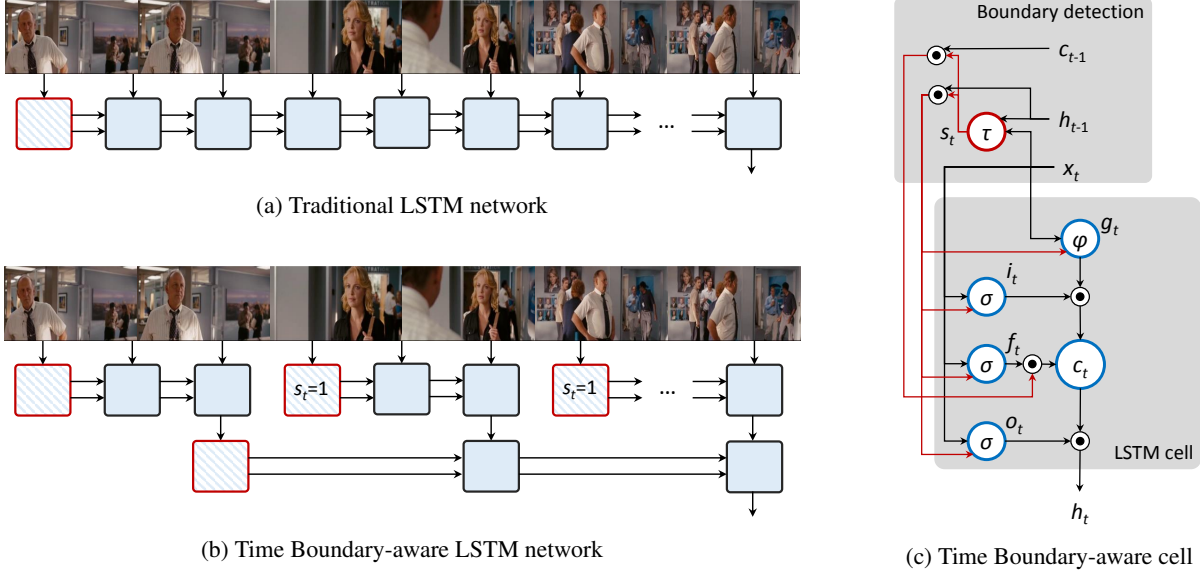 ...
(a) Traditional LSTM network
s_t=1
s_t=1
...
(b) Time Boundary-aware LSTM network
Boundary detection
c_{t-1}
h_{t-1}
s_t
τ
x_t
φ
g_t
σ
i_t
σ
f_t
c_t
σ
o_t
LSTM cell
h_t
(c) Time Boundary-aware cell